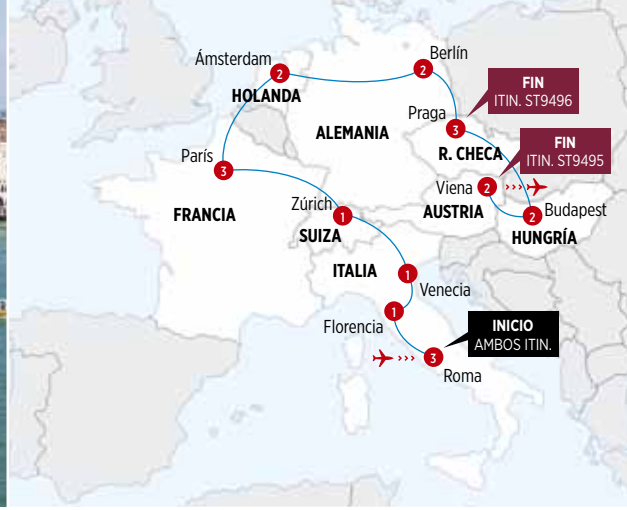 Ámsterdam
2
HOLANDA
Berlín
2
FIN
ITIN. ST9496
Praga
3
ALEMANIA
R. CHECA
FIN
ITIN. ST9495
París
3
Viena
2
AUSTRIA
Budapest
2
HUNGRÍA
FRANCIA
Zúrich
1
SUIZA
ITALIA
1
Venecia
1
Florencia
INICIO
AMBOS ITIN.
3
Roma